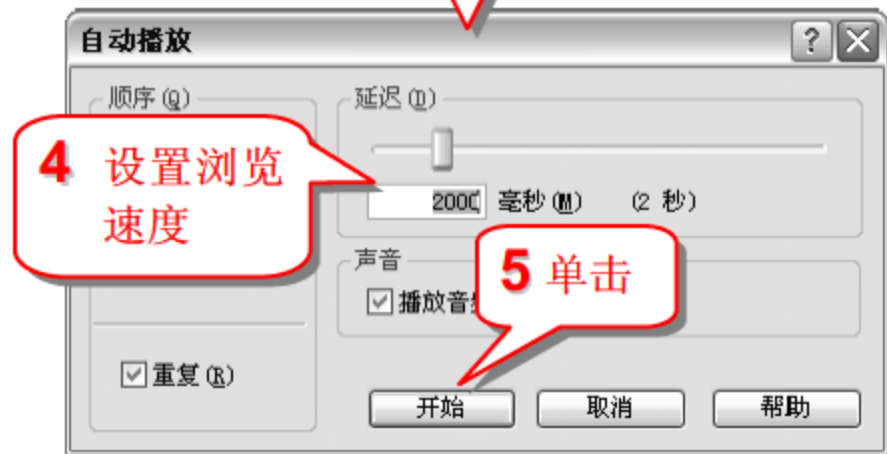 自动播放
顺序(Q)
延迟(D)
4 设置浏览
速度
2000 毫秒(M) (2 秒)
声音
5 单击
播放音
重复(R)
开始 取消 帮助